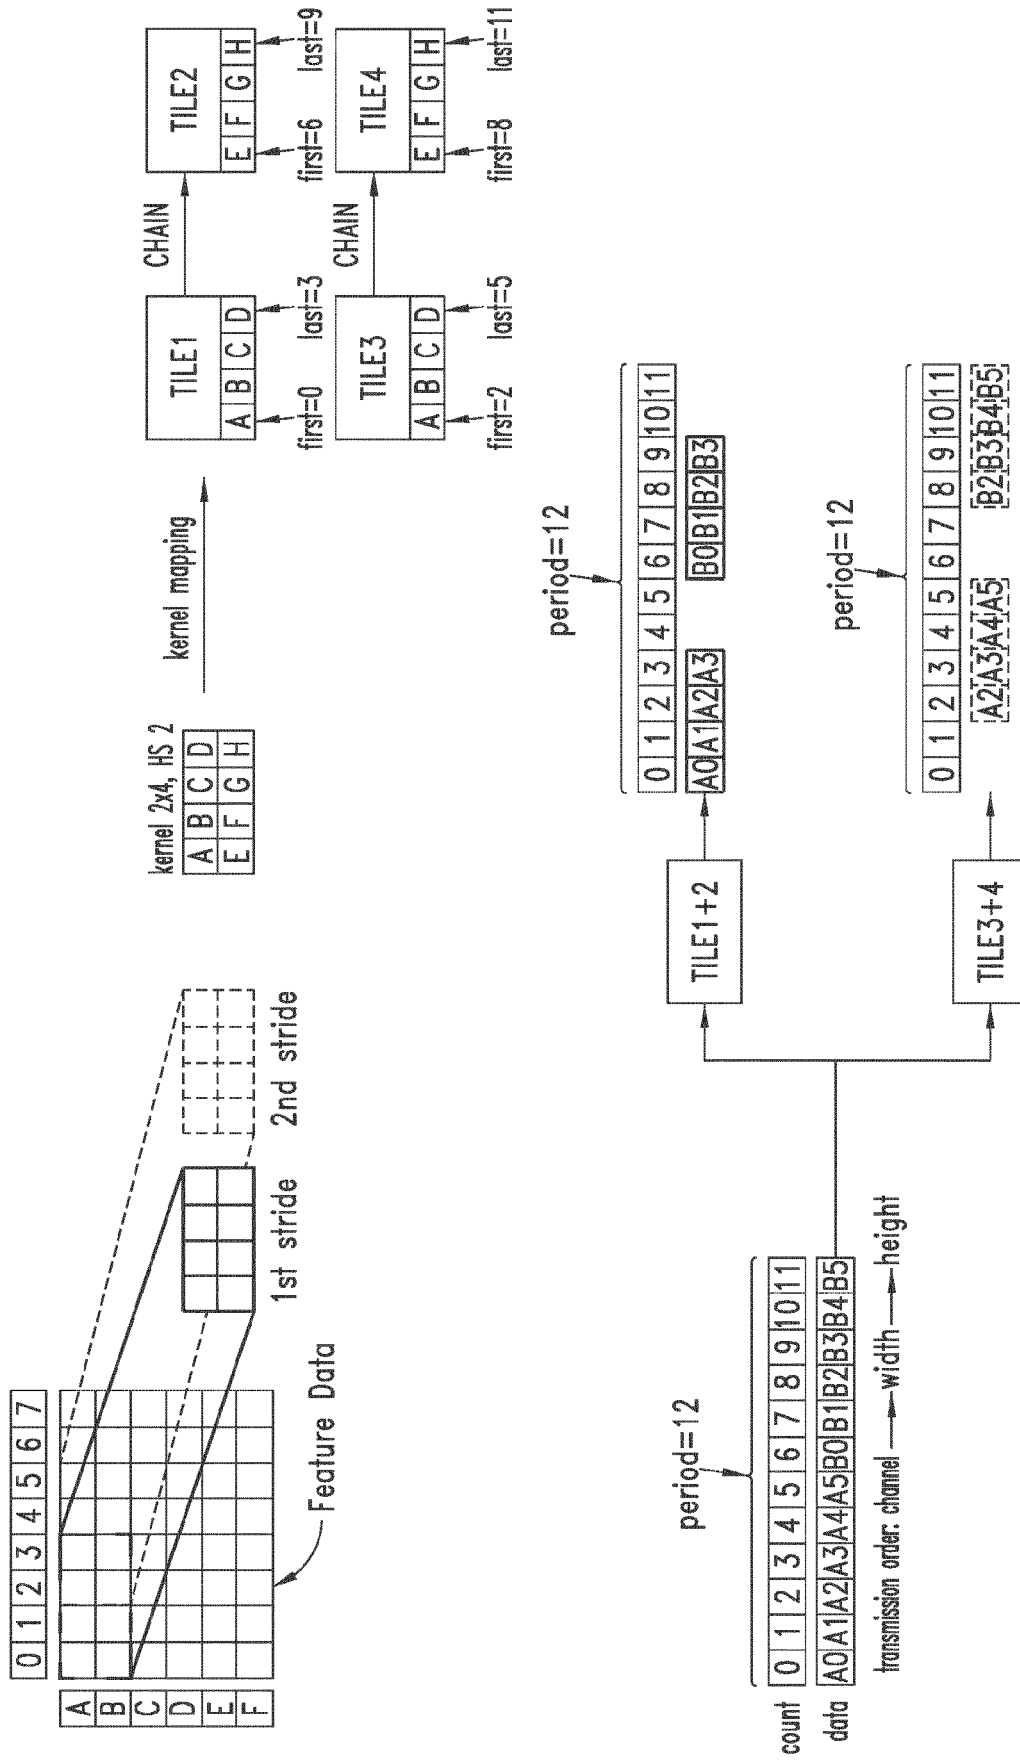 0 1 2 3 4 5 6 7
A
B
C
D
E
F
Feature Data
1st stride
2nd stride
kernel 2x4, HS 2
A B C D
E F G H
kernel mapping
TILE1
A B C D
first=0
last=3
CHAIN
TILE2
E F G H
first=6
last=9
TILE3
A B C D
first=2
last=5
CHAIN
TILE4
E F G H
first=8
last=11
period=12
count
0 1 2 3 4 5 6 7 8 9 10 11
data
A0 A1 A2 A3 A4 A5 B0 B1 B2 B3 B4 B5
transmission order: channel width height
TILE1+2
period=12
0 1 2 3 4 5 6 7 8 9 10 11
A0 A1 A2 A3 B0 B1 B2 B3
TILE3+4
period=12
0 1 2 3 4 5 6 7 8 9 10 11
A2 A3 A4 A5 B2 B3 B4 B5